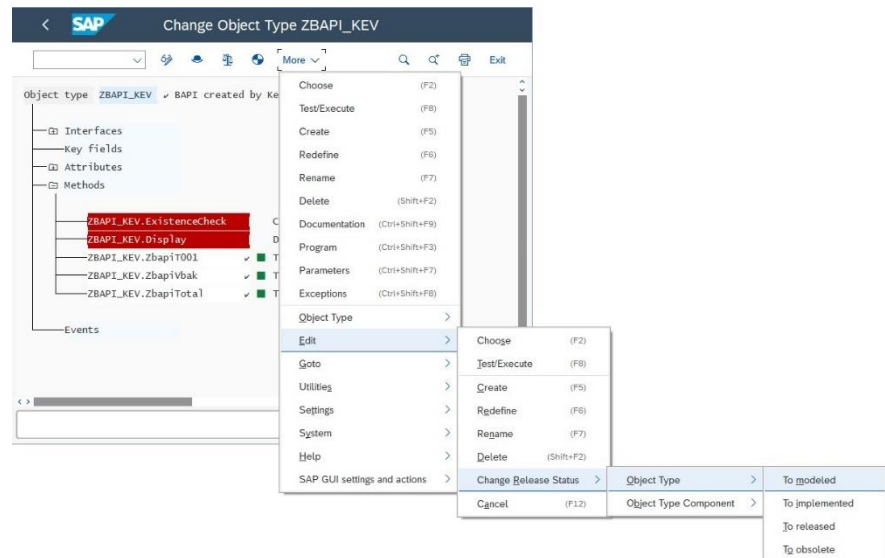 SAP Change Object Type ZBAPI_KEV
More Exit
Object type ZBAPI_KEV BAPI created by Ke
Interfaces
Key fields
Attributes
Methods
ZBAPI_KEV.ExistenceCheck C
ZBAPI_KEV.Display D
ZBAPI_KEV.ZbapiT001 T
ZBAPI_KEV.ZbapiVbak T
ZBAPI_KEV.ZbapiTotal T
Events
Choose (F2)
Test/Execute (F8)
Create (F5)
Redefine (F6)
Rename (F7)
Delete (Shift+F2)
Documentation (Ctrl+Shift+F9)
Program (Ctrl+Shift+F3)
Parameters (Ctrl+Shift+F7)
Exceptions (Ctrl+Shift+F8)
Object Type
Edit
Goto
Utilities
Settings
System
Help
SAP GUI settings and actions
Choose (F2)
Test/Execute (F8)
Create (F5)
Redefine (F6)
Rename (F7)
Delete (Shift+F2)
Change Release Status
Cancel (F12)
Object Type
Object Type Component
To modeled
To implemented
To released
To obsolete